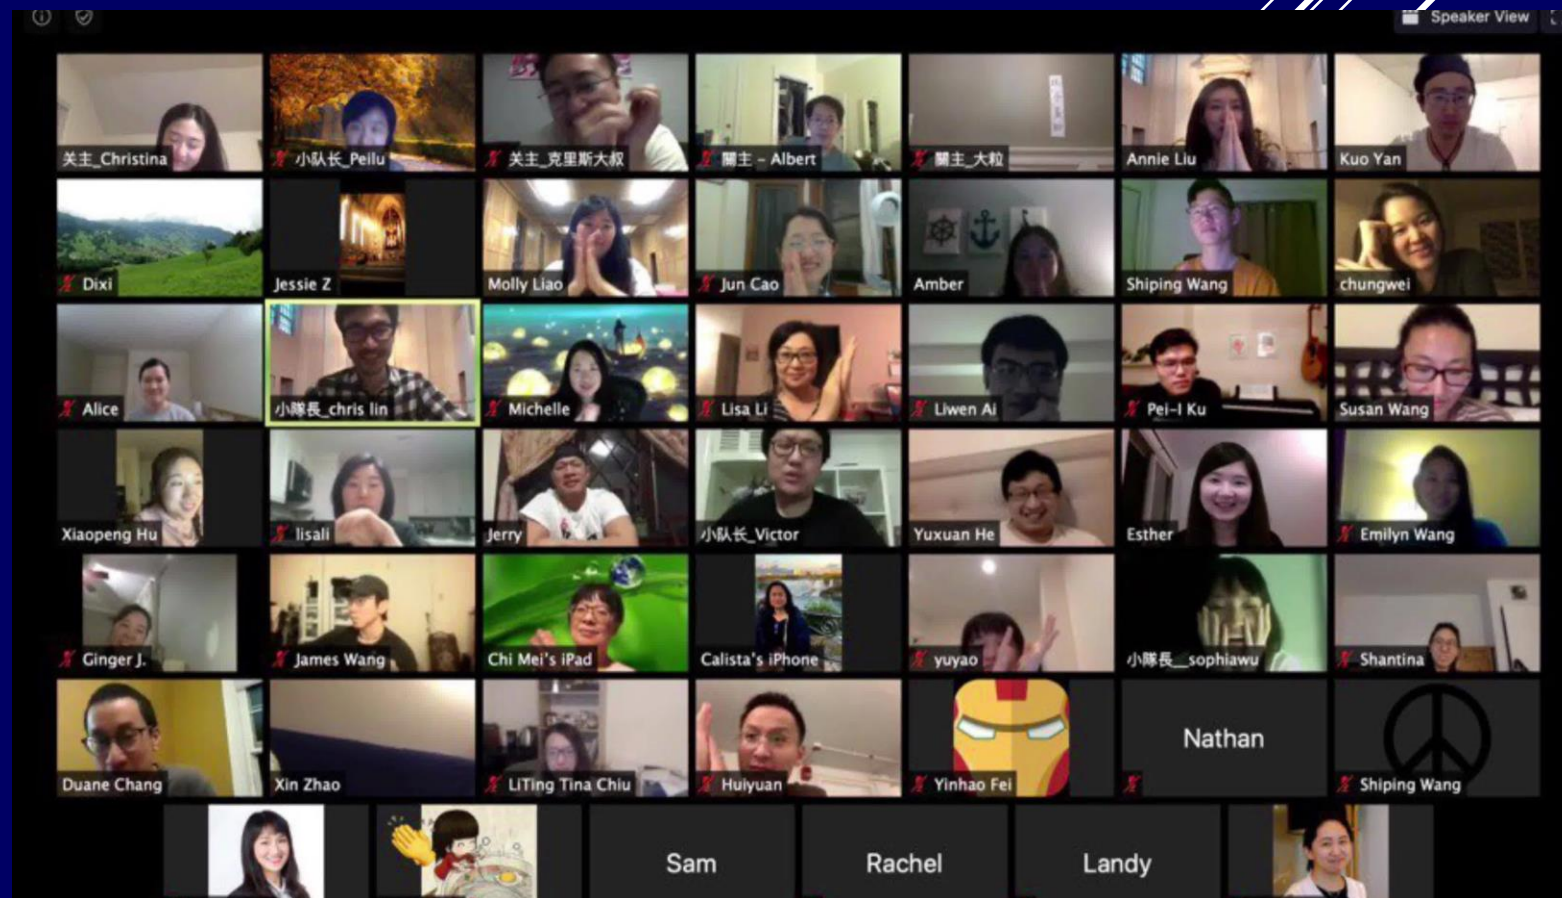 Speaker View
关主_Christina
小队长_Peilu
关主_克里斯大叔
關主 – Albert
關主_大粒
Annie Liu
Kuo Yan
Dixi
Jessie Z
Molly Liao
Jun Cao
Amber
Shiping Wang
chungwei
Alice
小隊長_chris lin
Michelle
Lisa Li
Liwen Ai
Pei-I Ku
Susan Wang
Xiaopeng Hu
lisali
Jerry
小队长_Victor
Yuxuan He
Esther
Emilyn Wang
Ginger J.
James Wang
Chi Mei's iPad
Calista's iPhone
yuyao
小隊長__sophiawu
Shantina
Duane Chang
Xin Zhao
LiTing Tina Chiu
Huiyuan
Yinhao Fei
Nathan
Shiping Wang
Sam
Rachel
Landy